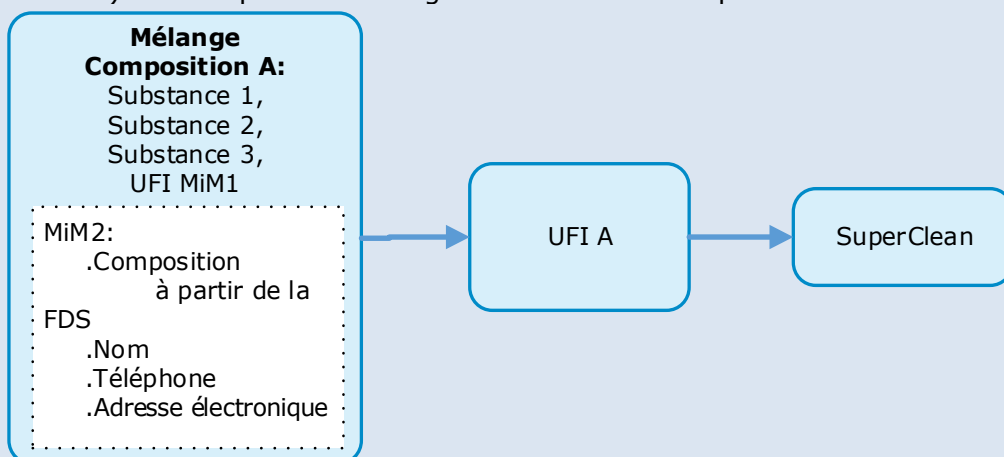 Mélange
Composition A:
Substance 1,
Substance 2,
Substance 3,
UFI MiM1
MiM2:
.Composition
à partir de la
FDS
.Nom
.Téléphone
.Adresse électronique
UFI A
SuperClean